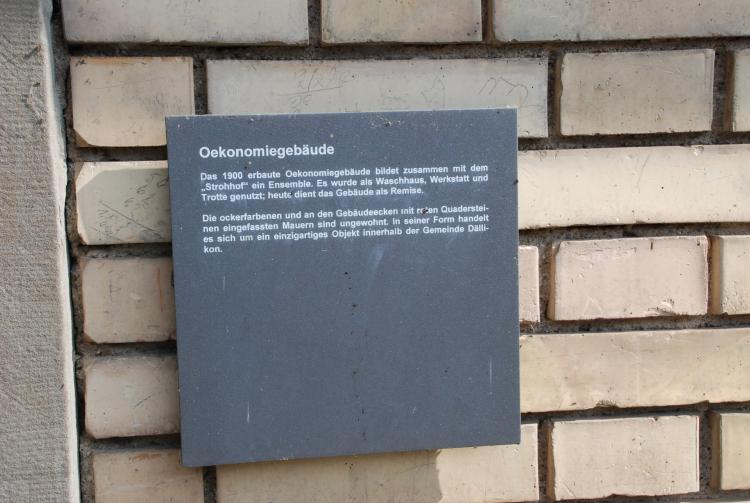 Oekonomiegebäude
Das 1900 erbaute Oekonomiegebäude bildet zusammen mit dem
„Strohhof" ein Ensemble. Es wurde als Waschhaus, Werkstatt und
Trotte genutzt; heute dient das Gebäude als Remise.
Die ockerfarbenen und an den Gebäudeecken mit roten Quaderstei-
nen eingefassten Mauern sind ungewohnt. In seiner Form handelt
es sich um ein einzigartiges Objekt innerhalb der Gemeinde Dälli-
kon.